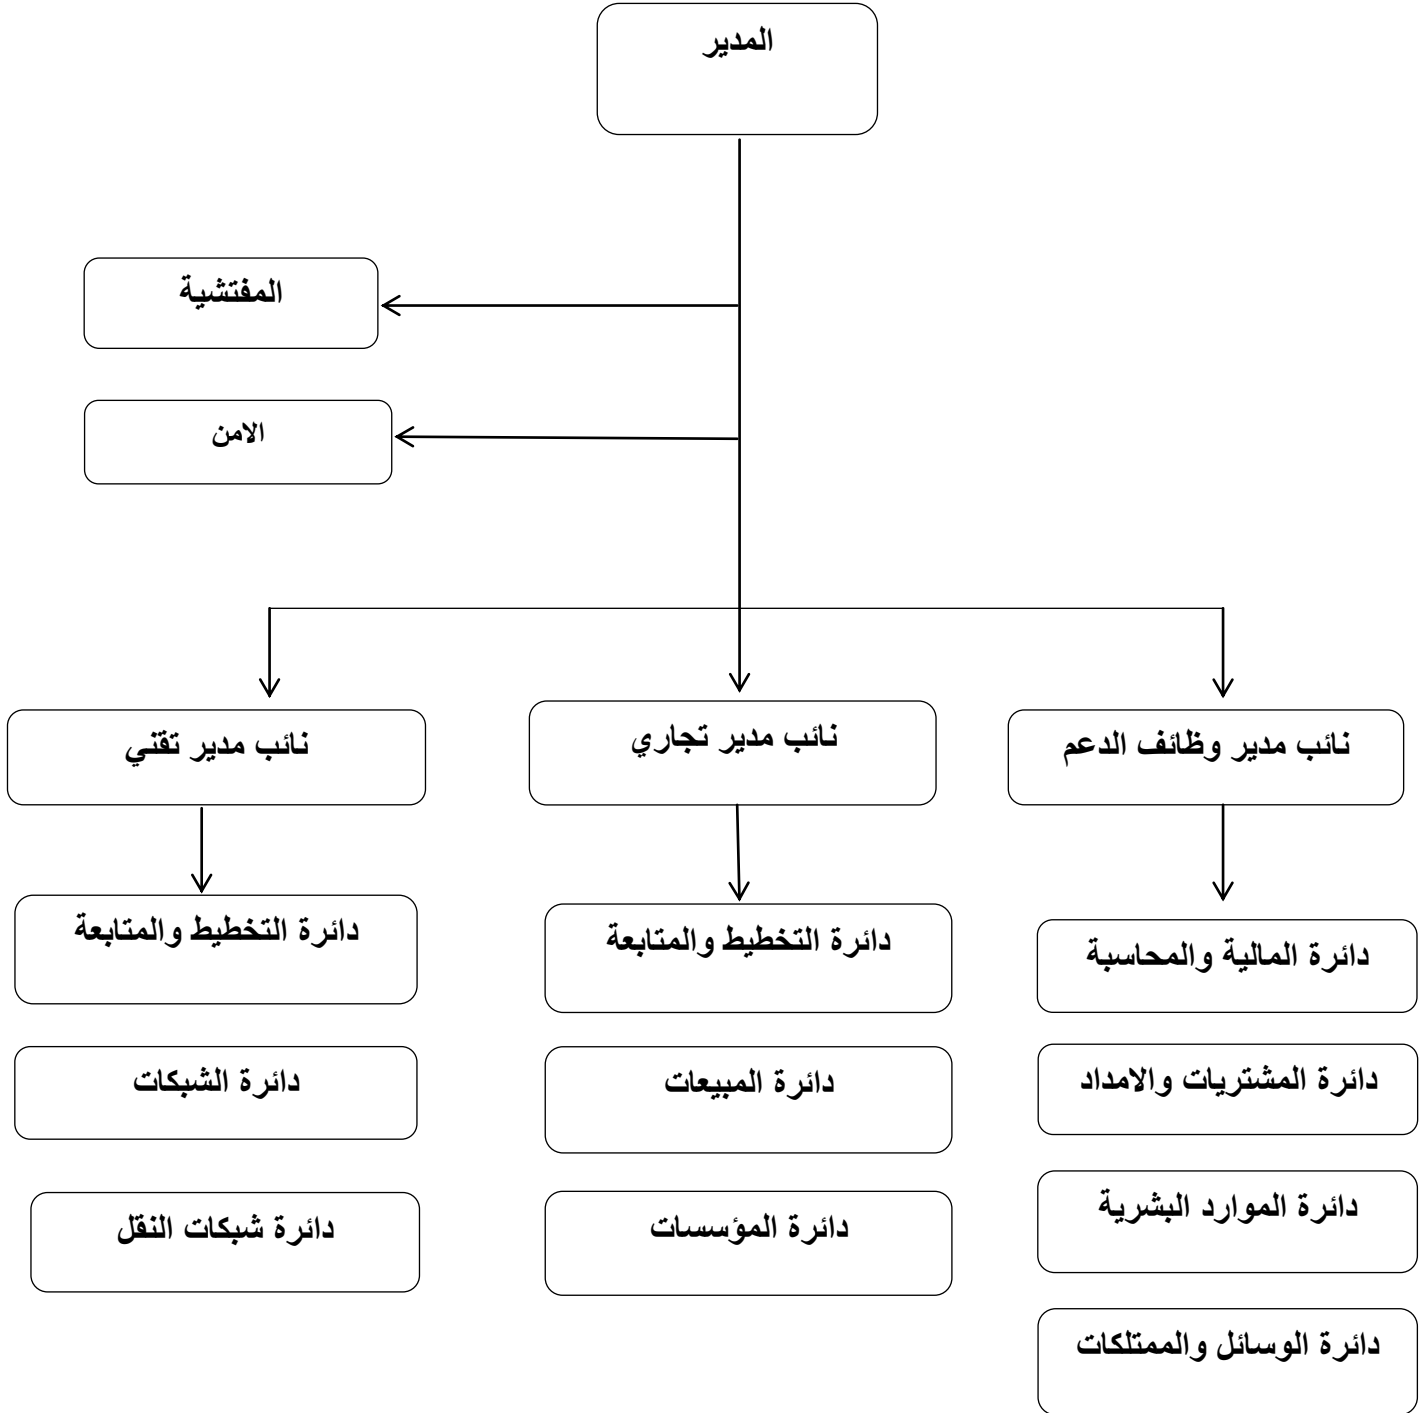 المدير
المفتشية
الامن
نائب مدير وظائف الدعم
نائب مدير تجاري
نائب مدير تقني
دائرة المالية والمحاسبة
دائرة التخطيط والمتابعة
دائرة التخطيط والمتابعة
دائرة المشتريات والامداد
دائرة المبيعات
دائرة الشبكات
دائرة الموارد البشرية
دائرة المؤسسات
دائرة شبكات النقل
دائرة الوسائل والممتلكات